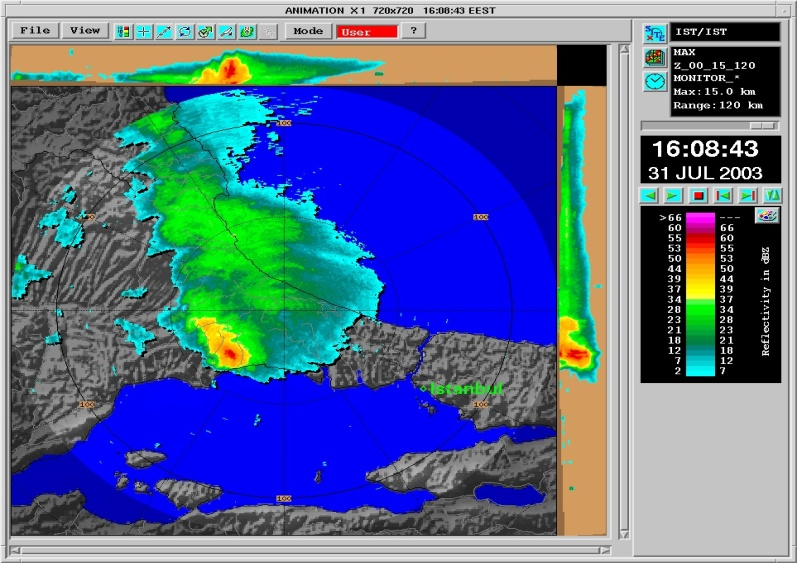 ANIMATION X1 720x720 16:08:43 EEST
File View Mode User ?
IST/IST
MAX
Z_00_15_120
MONITOR_*
Max:15.0 km
Range:120 km
16:08:43
31 JUL 2003
>66 ---
60 66
55 60
53 55
50 53
44 50
39 44
37 39
34 37
28 34
23 28
21 23
18 21
12 18
7 12
2 7
Reflectivity in dBZ
100
100
100
100
100
Istanbul